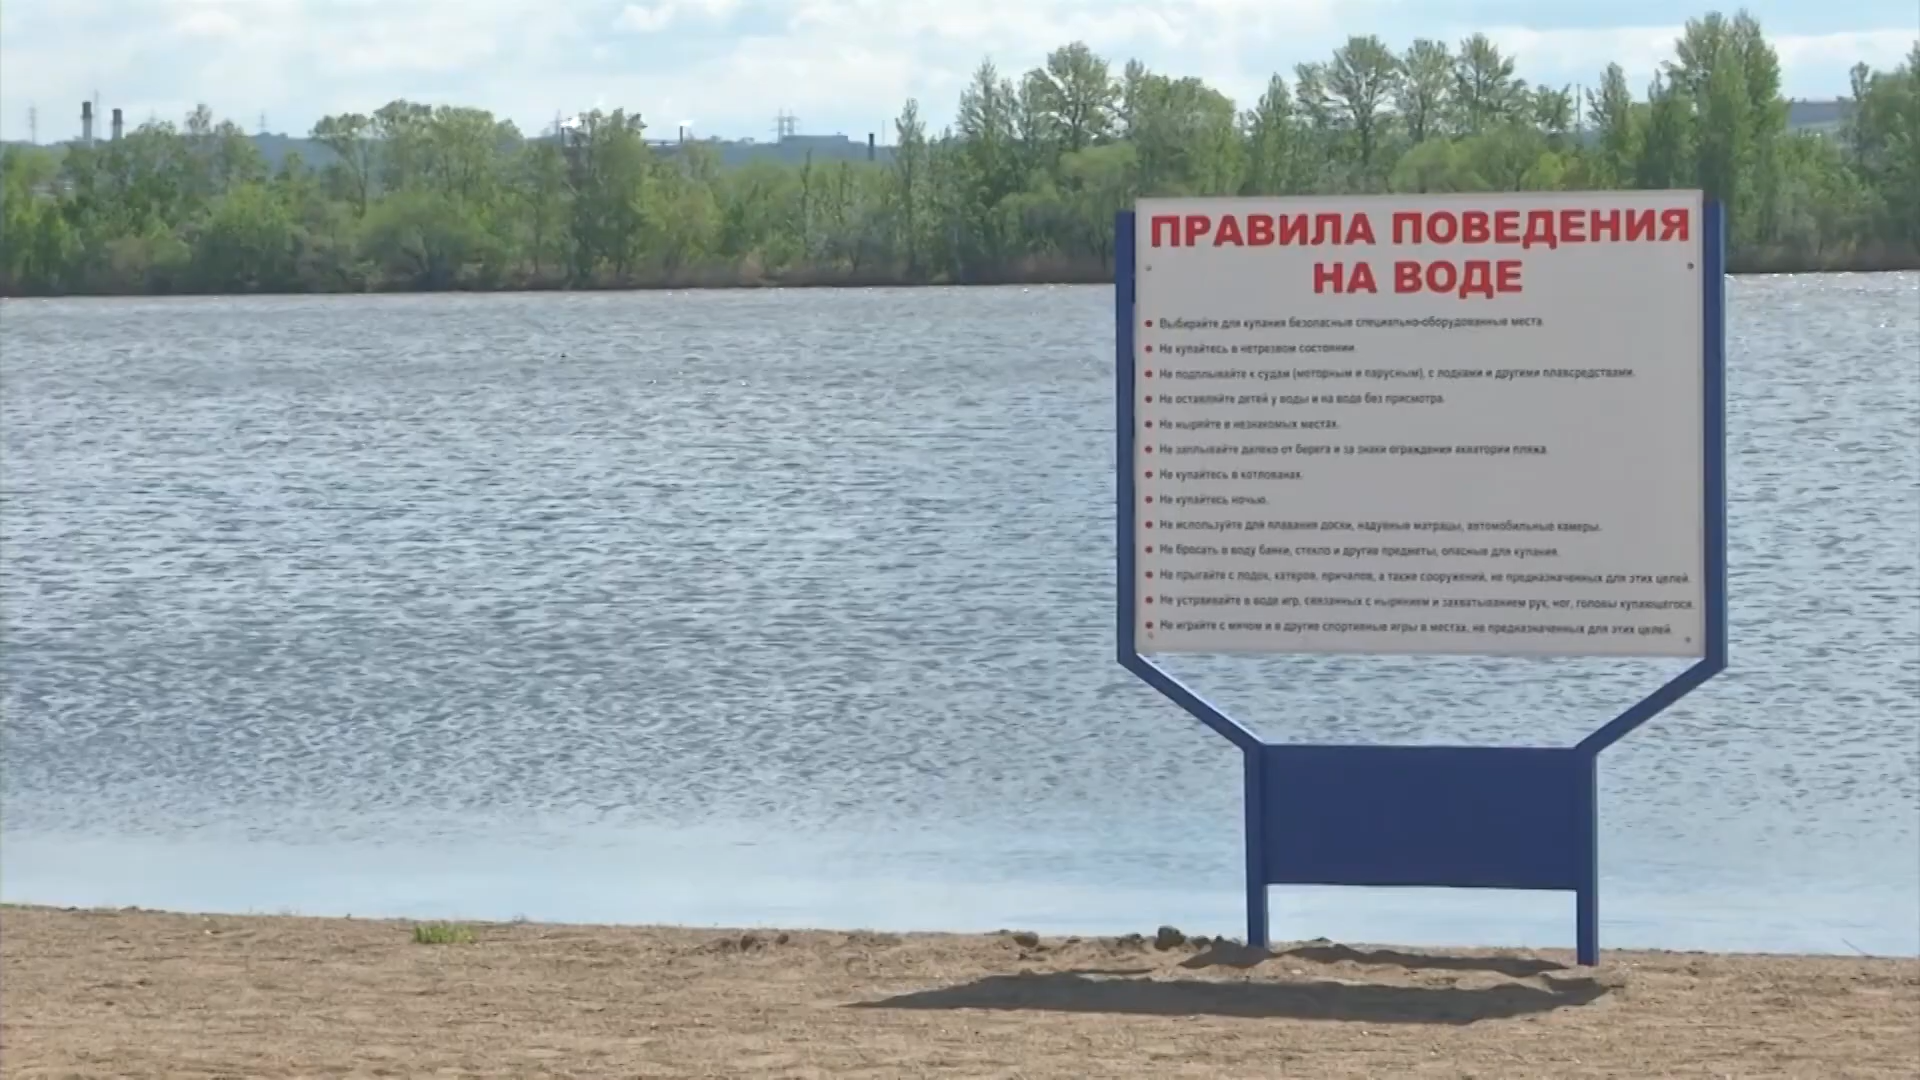 ПРАВИЛА ПОВЕДЕНИЯ
НА ВОДЕ
Выбирайте для купания безопасные специально-оборудованные места.
Не купайтесь в нетрезвом состоянии.
Не подплывайте к судам (моторным и парусным), с лодками и другими плавсредствами.
Не оставляйте детей у воды и на воде без присмотра.
Не ныряйте в незнакомых местах.
Не заплывайте далеко от берега и за знаки ограждения акватории пляжа.
Не купайтесь в котлованах.
Не купайтесь ночью.
Не используйте для плавания доски, надувные матрацы, автомобильные камеры.
Не бросать в воду банки, стекло и другие предметы, опасные для купания.
Не прыгайте с лодок, катеров, причалов, а также сооружений, не предназначенных для этих целей.
Не устраивайте в воде игр, связанных с нырянием и захватыванием рук, ног, головы купающегося.
Не играйте с мячом и в другие спортивные игры в местах, не предназначенных для этих целей.